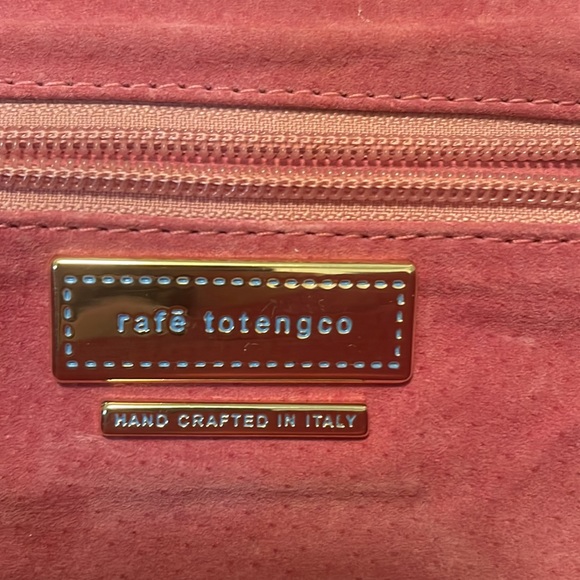 rafē totengco
HAND CRAFTED IN ITALY